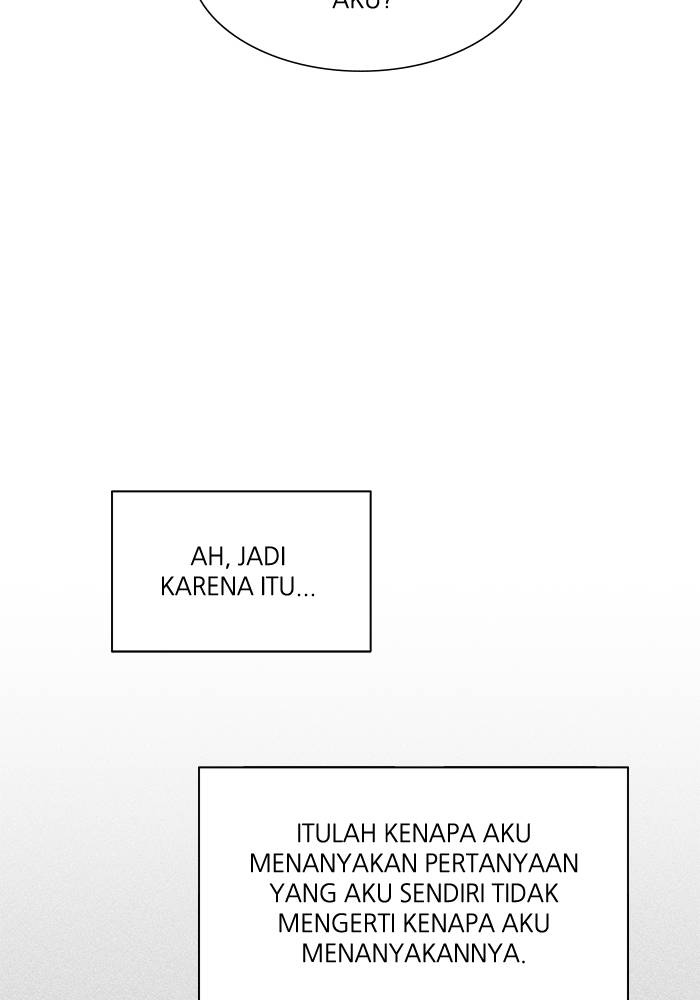 AKU?
AH, JADI
KARENA ITU...
ITULAH KENAPA AKU
MENANYAKAN PERTANYAAN
YANG AKU SENDIRI TIDAK
MENGERTI KENAPA AKU
MENANYAKANNYA.